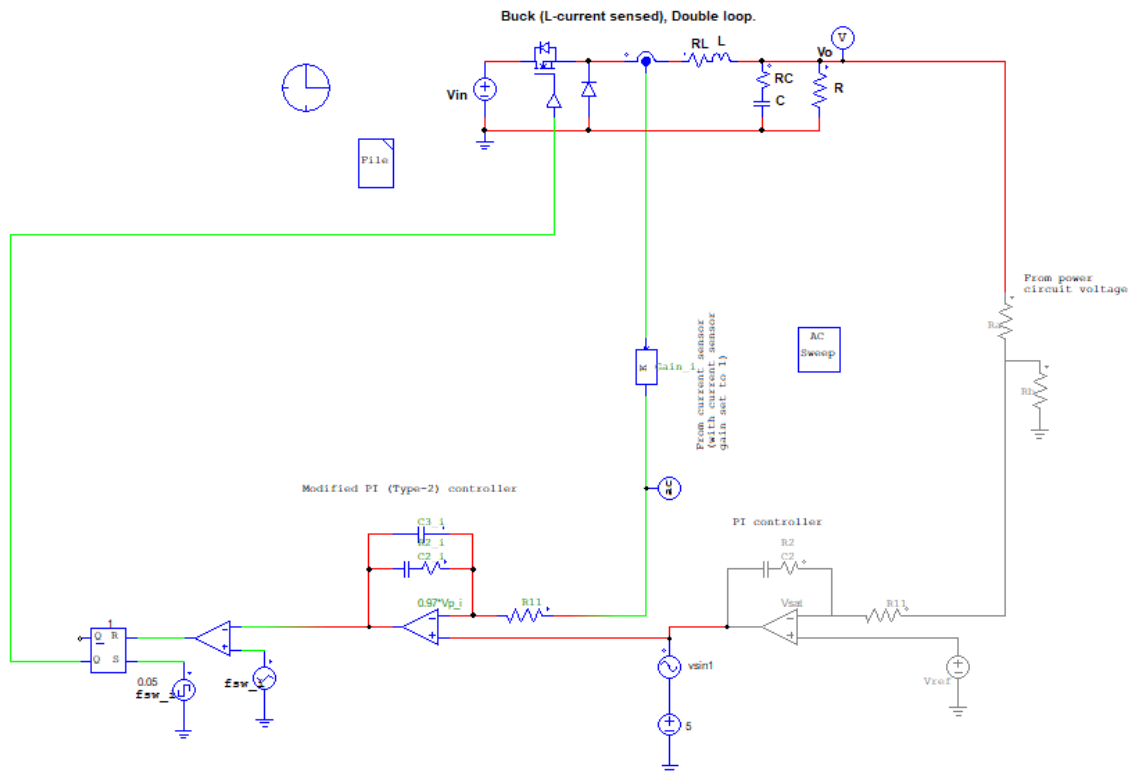 Buck (L-current sensed), Double loop.
V
RL L
Vo
Vin
RC
C
R
File
From power
circuit voltage
Ra
AC
Sweep
Rb
K
Gain_i
From current sensor
(with current sensor
gain set to 1)
Modified PI (Type-2) controller
C3_i
R2_i
C2_i
PI controller
R2
C2
0.97*Vp_i
R11
Vsat
R11
1
Q R
Q S
0.05
fsw_i
fsw_i
vsin1
Vref
5